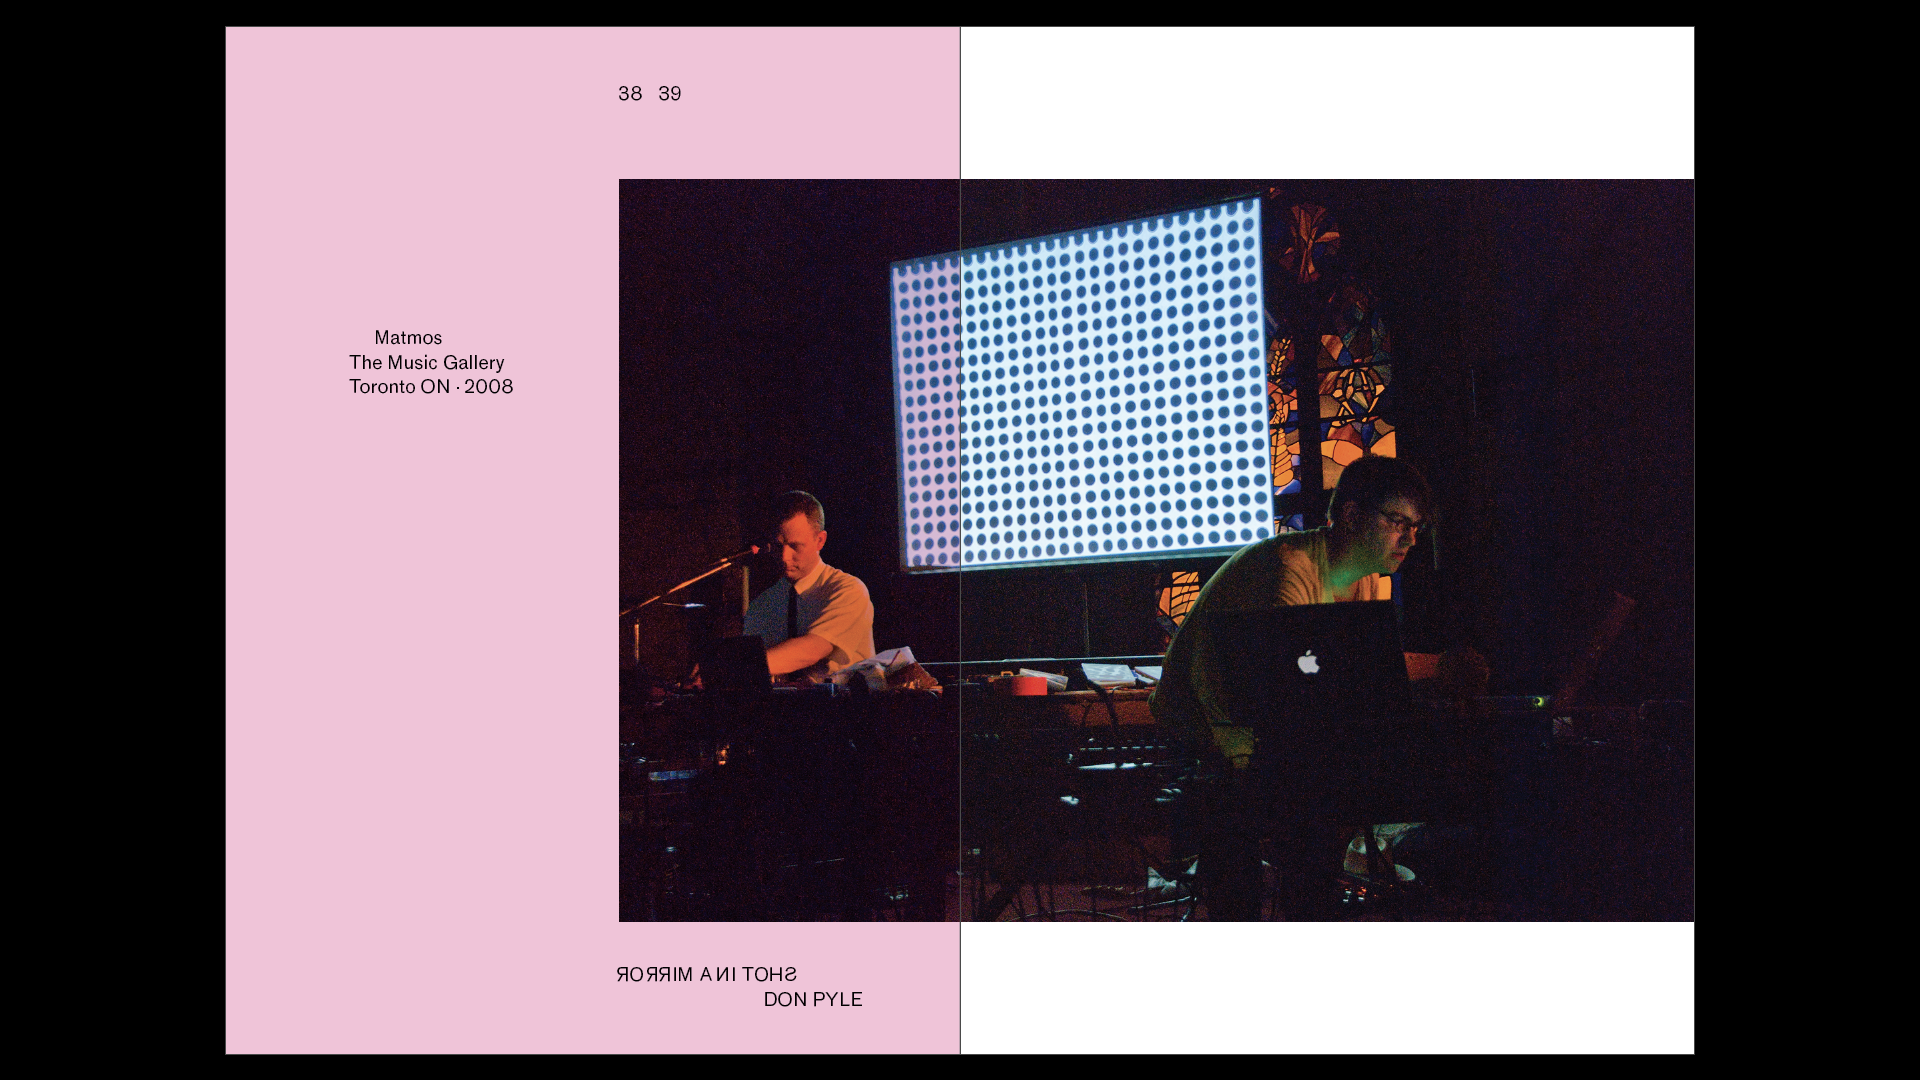 38 39
Matmos
The Music Gallery
Toronto ON · 2008
SHOT IN A MIRROR
DON PYLE